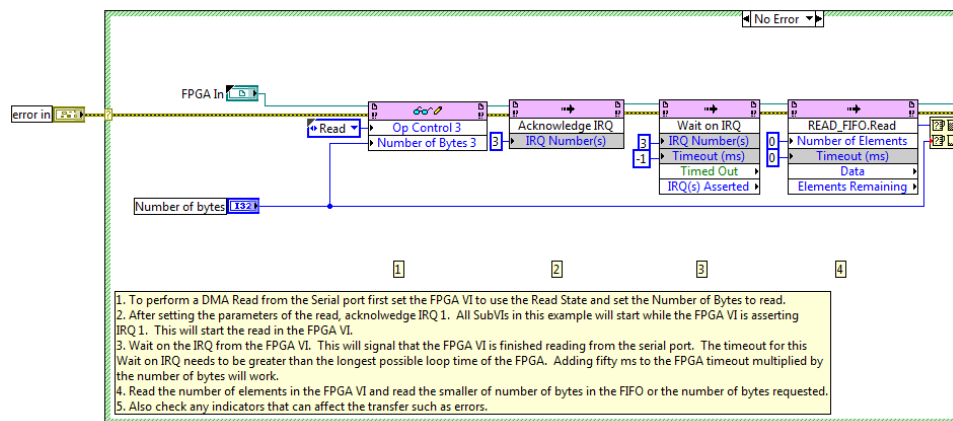 No Error
FPGA In
error in
Read
Op Control 3
Number of Bytes 3
3
Acknowledge IRQ
IRQ Number(s)
3
-1
Wait on IRQ
IRQ Number(s)
Timeout (ms)
Timed Out
IRQ(s) Asserted
0
0
READ_FIFO.Read
Number of Elements
Timeout (ms)
Data
Elements Remaining
Number of bytes
I32
1
2
3
4
1. To perform a DMA Read from the Serial port first set the FPGA VI to use the Read State and set the Number of Bytes to read.
2. After setting the parameters of the read, acknolwedge IRQ 1.  All SubVIs in this example will start while the FPGA VI is asserting
IRQ 1.  This will start the read in the FPGA VI.
3. Wait on the IRQ from the FPGA VI.  This will signal that the FPGA VI is finished reading from the serial port.  The timeout for this
Wait on IRQ needs to be greater than the longest possible loop time of the FPGA.  Adding fifty ms to the FPGA timeout multiplied by
the number of bytes will work.
4. Read the number of elements in the FPGA VI and read the smaller of number of bytes in the FIFO or the number of bytes requested.
5. Also check any indicators that can affect the transfer such as errors.